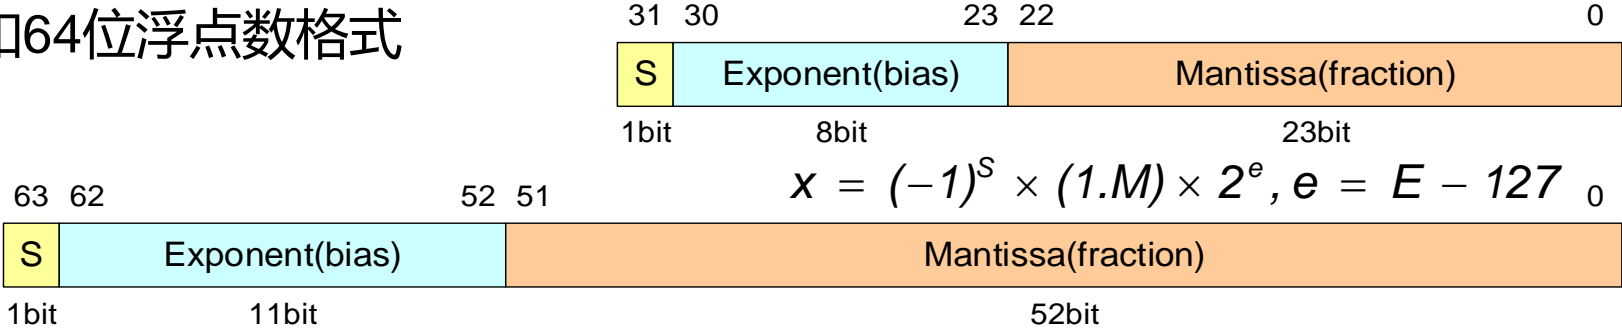 和64位浮点数格式
31 30 23 22 0
S Exponent(bias) Mantissa(fraction)
1bit 8bit 23bit
x = (−1)^S × (1.M) × 2^e, e = E − 127
63 62 52 51 0
S Exponent(bias) Mantissa(fraction)
1bit 11bit 52bit